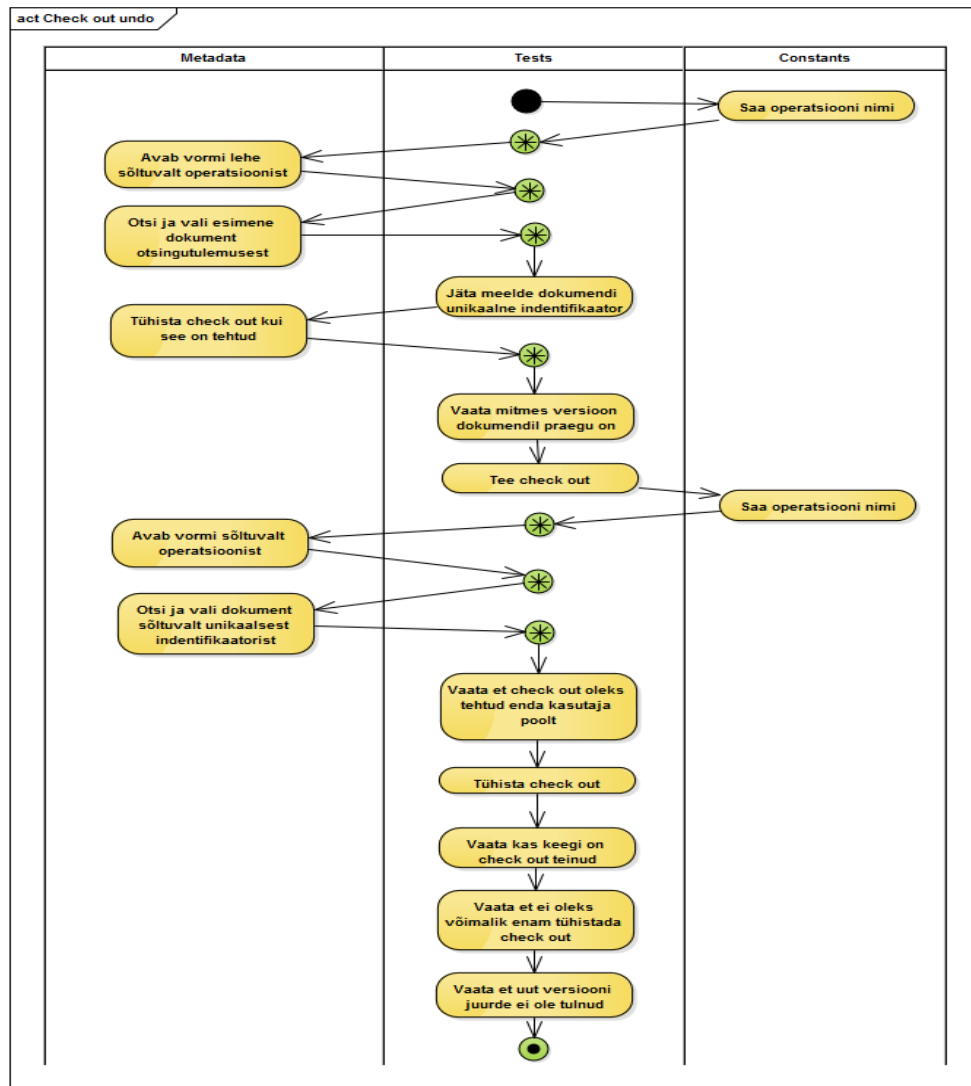 act Check out undo
Metadata
Tests
Constants
Saa operatsiooni nimi
Avab vormi lehe
sõltuvalt operatsioonist
Otsi ja vali esimene
dokument
otsingutulemusest
Jäta meelde dokumendi
unikaalne indentifikaator
Tühista check out kui
see on tehtud
Vaata mitmes versioon
dokumendil praegu on
Tee check out
Saa operatsiooni nimi
Avab vormi sõltuvalt
operatsioonist
Otsi ja vali dokument
sõltuvalt unikaalsest
indentifikaatorist
Vaata et check out oleks
tehtud enda kasutaja
poolt
Tühista check out
Vaata kas keegi on
check out teinud
Vaata et ei oleks
võimalik enam tühistada
check out
Vaata et uut versiooni
juurde ei ole tulnud